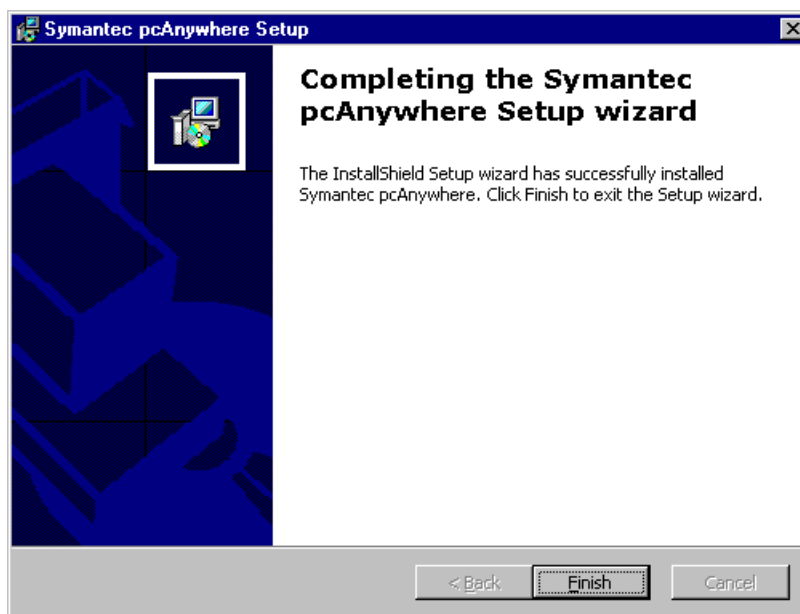 Symantec pcAnywhere Setup
Completing the Symantec
pcAnywhere Setup wizard
The InstallShield Setup wizard has successfully installed
Symantec pcAnywhere. Click Finish to exit the Setup wizard.
< Back
Finish
Cancel